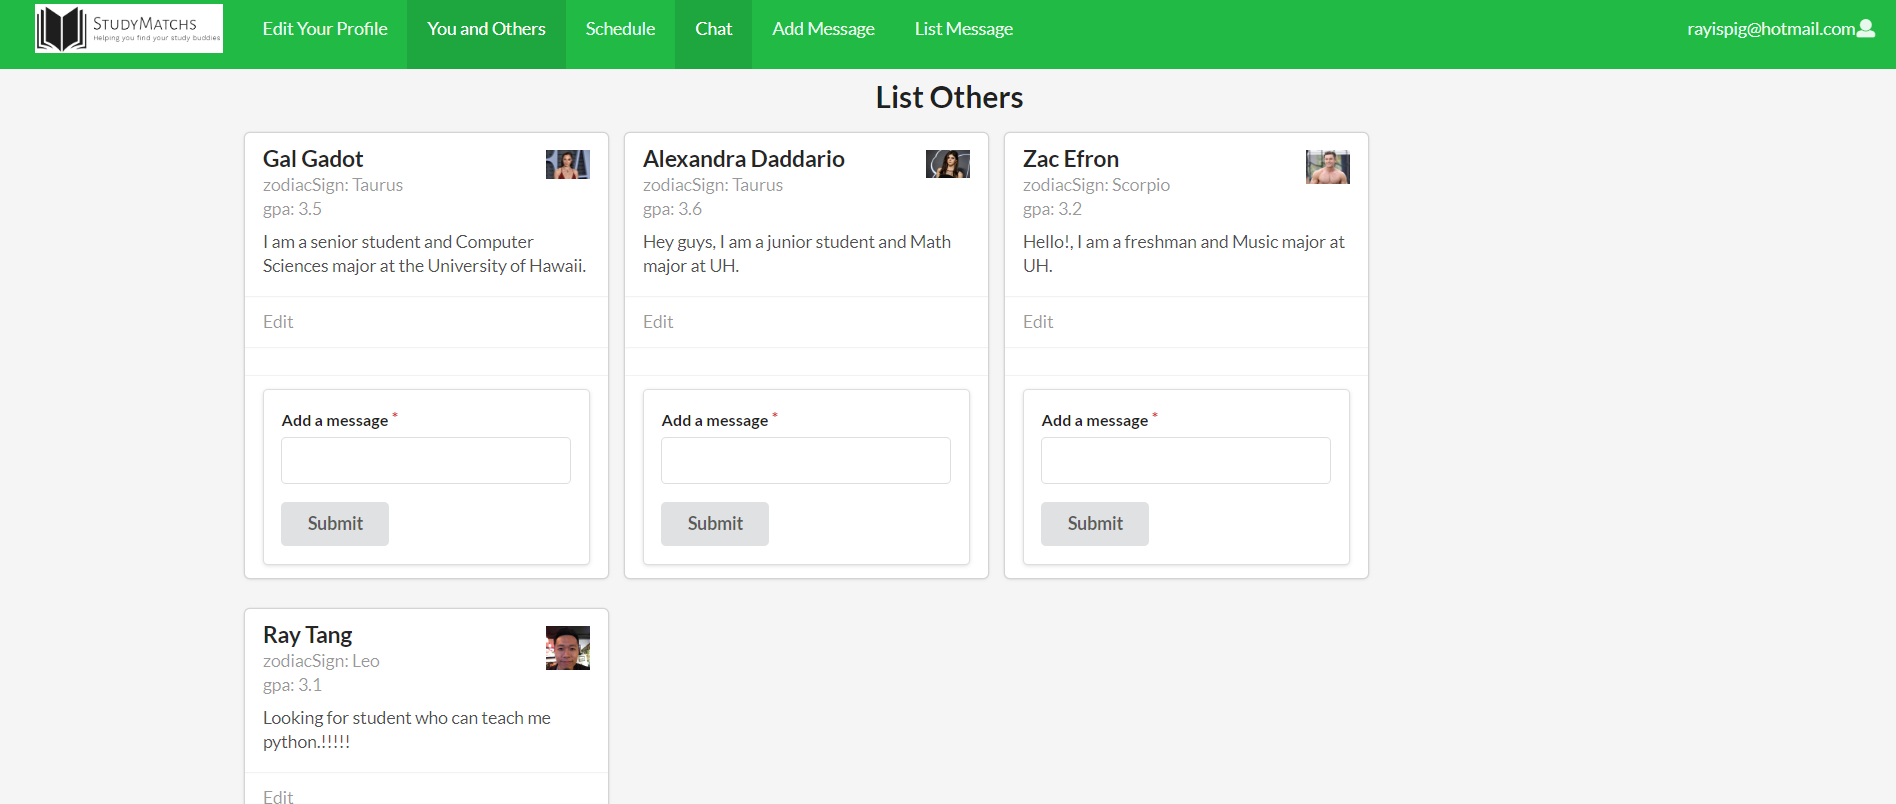 STUDYMATCHS
Helping you find your study buddies
Edit Your Profile
You and Others
Schedule
Chat
Add Message
List Message
rayispig@hotmail.com
List Others
Gal Gadot
zodiacSign: Taurus
gpa: 3.5
I am a senior student and Computer
Sciences major at the University of Hawaii.
Edit
Add a message *
Submit
Alexandra Daddario
zodiacSign: Taurus
gpa: 3.6
Hey guys, I am a junior student and Math
major at UH.
Edit
Add a message *
Submit
Zac Efron
zodiacSign: Scorpio
gpa: 3.2
Hello!, I am a freshman and Music major at
UH.
Edit
Add a message *
Submit
Ray Tang
zodiacSign: Leo
gpa: 3.1
Looking for student who can teach me
python.!!!!!
Edit